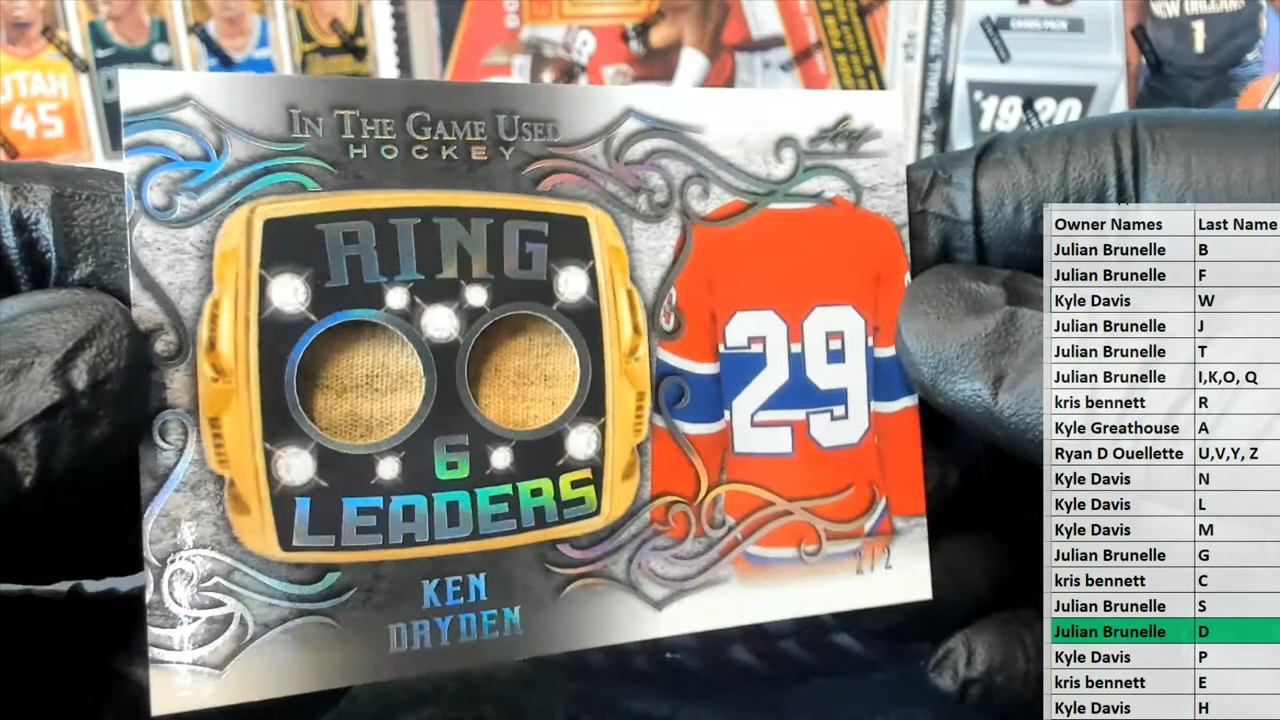 UTAH
45
CARDS/PACK
'19-20
NEW ORLEANS
1
IN THE GAME USED
HOCKEY
Leaf
RING
6
LEADERS
29
2/2
KEN
DRYDEN
Owner Names Last Name
Julian Brunelle B
Julian Brunelle F
Kyle Davis W
Julian Brunelle J
Julian Brunelle T
Julian Brunelle I,K,O, Q
kris bennett R
Kyle Greathouse A
Ryan D Ouellette U,V,Y, Z
Kyle Davis N
Kyle Davis L
Kyle Davis M
Julian Brunelle G
kris bennett C
Julian Brunelle S
Julian Brunelle D
Kyle Davis P
kris bennett E
Kyle Davis H